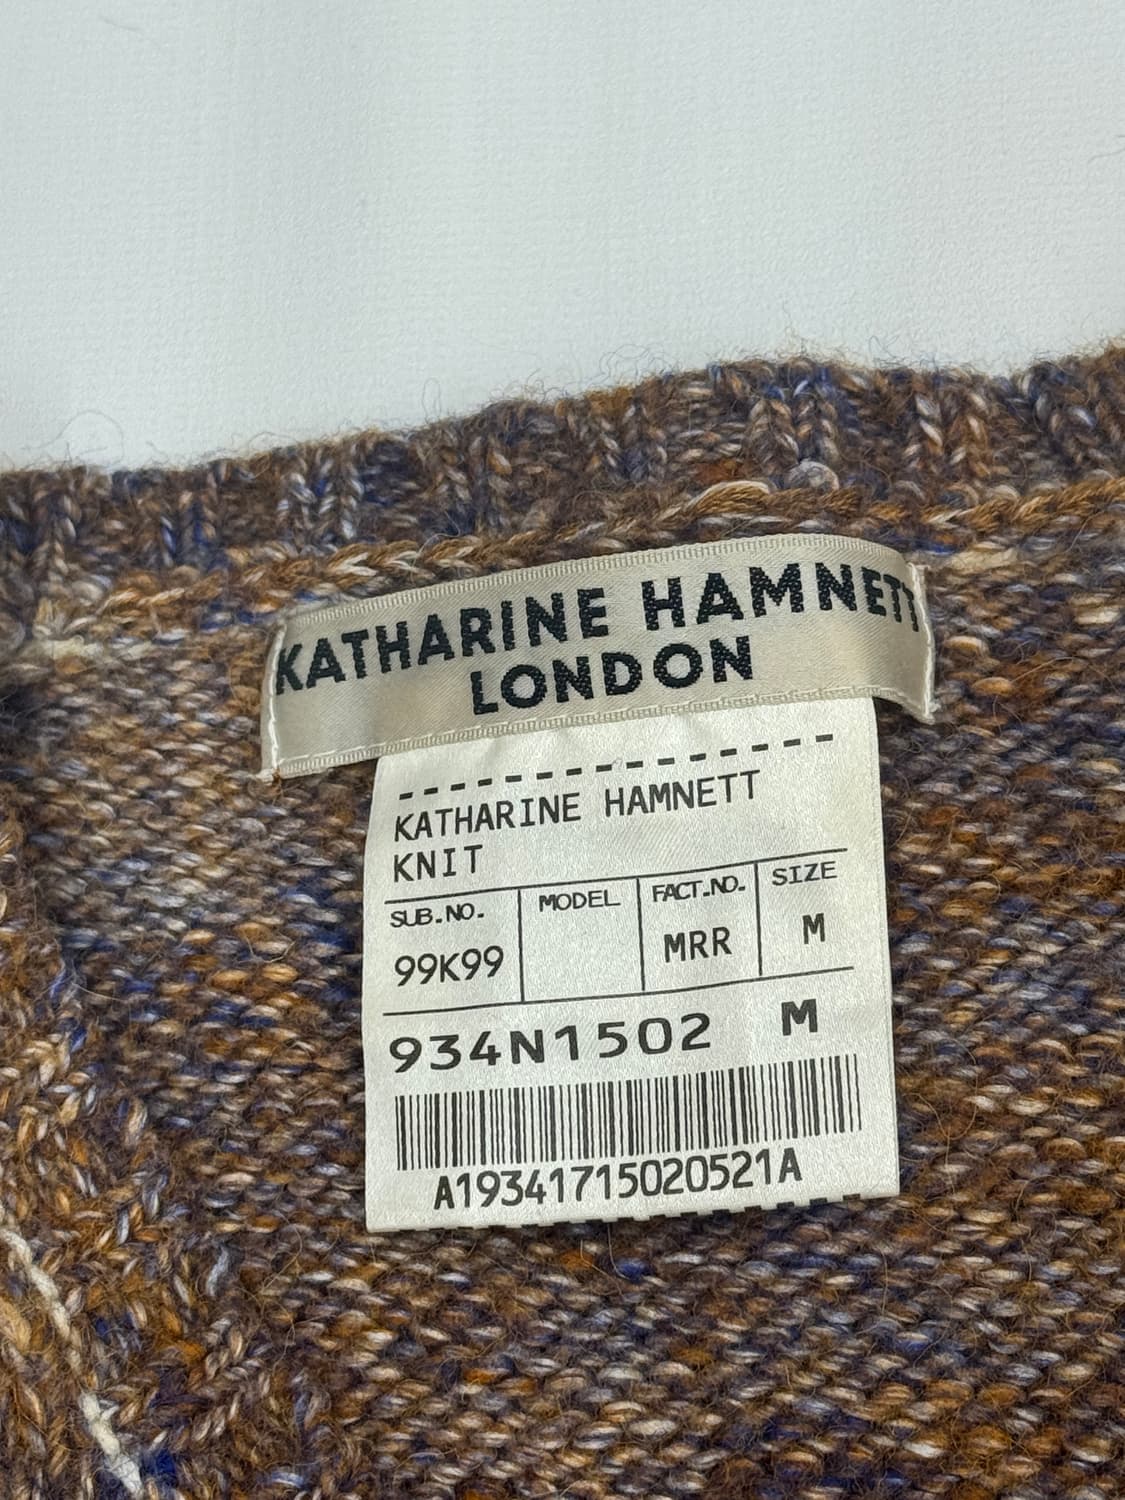 KATHARINE HAMNETT
LONDON
KATHARINE HAMNETT
KNIT
SUB.NO. MODEL FACT.NO. SIZE
99K99 MRR M
934N1502 M
A19341715020521A